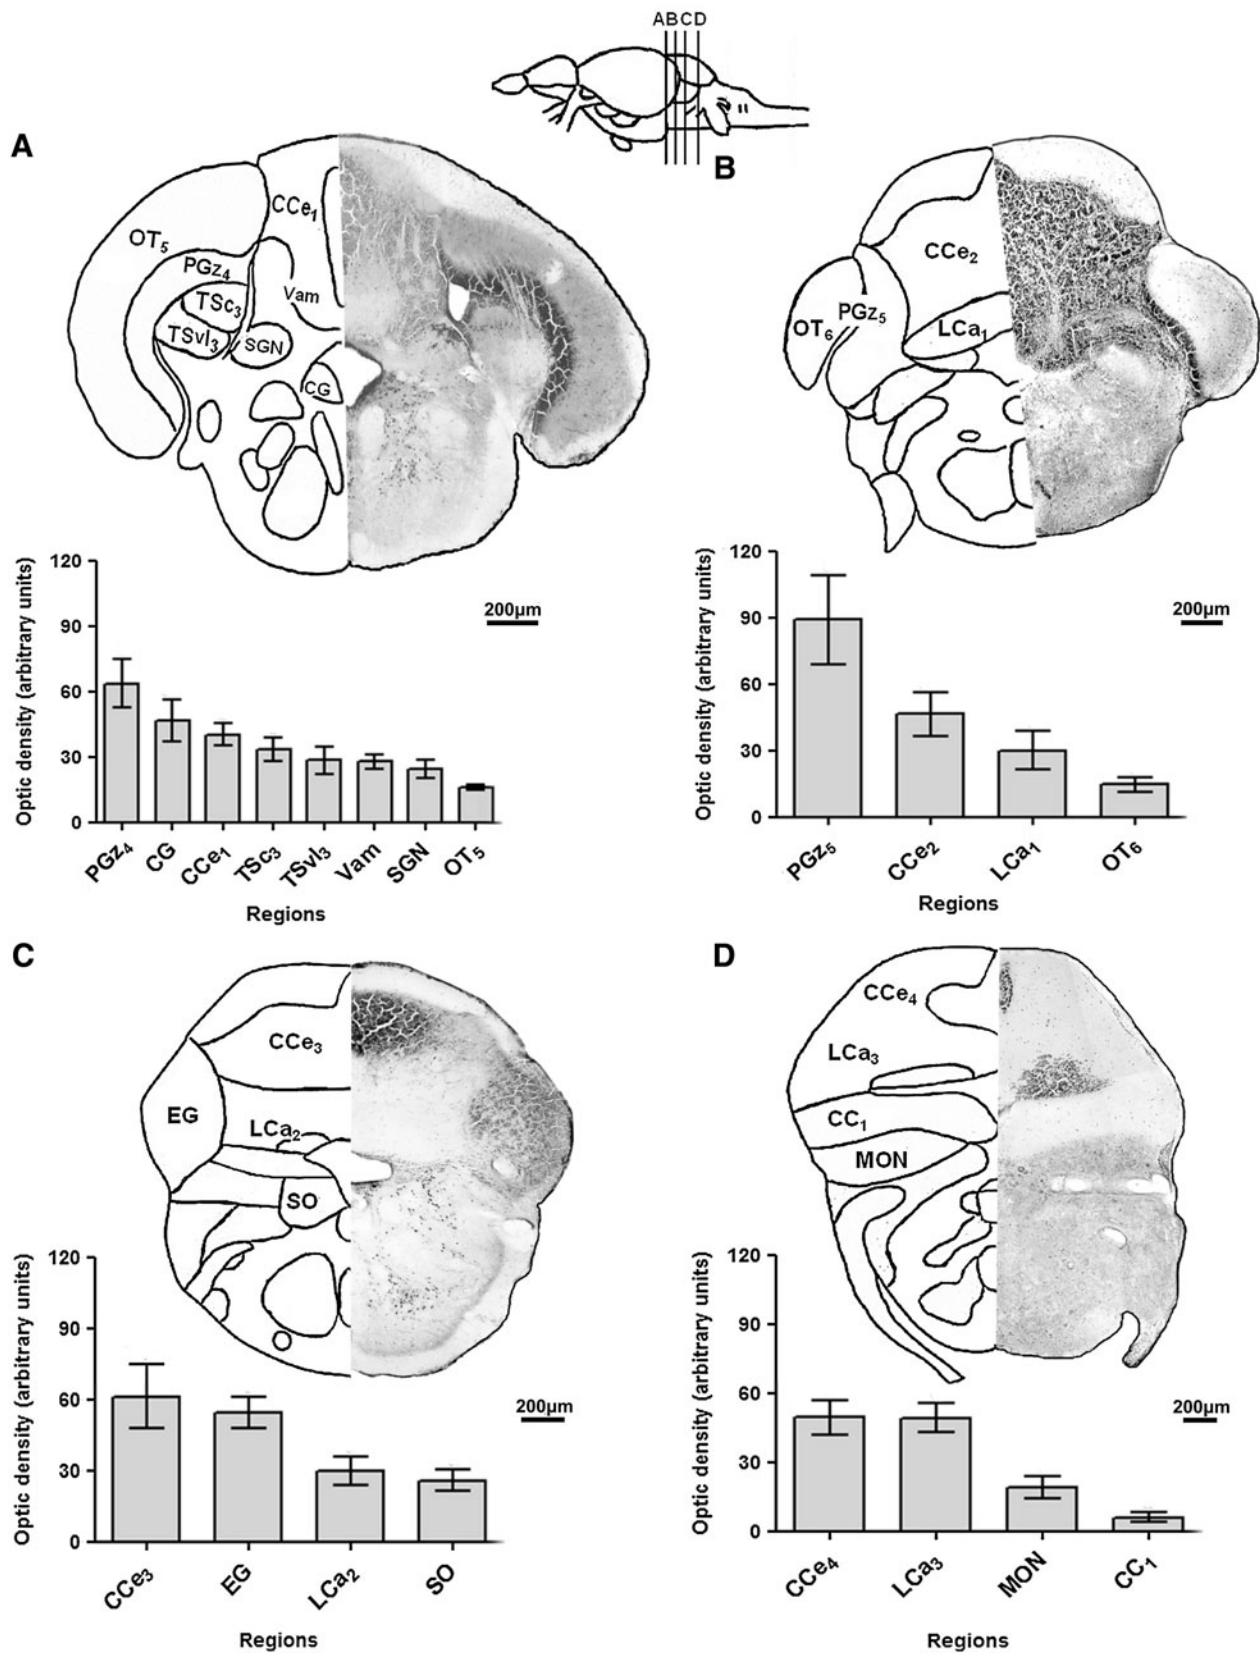 ABCD
A
CCe₁
OT₅
PGz₄
TSc₃
Vam
TSvl₃
SGN
CG
120
90
60
30
0
Optic density (arbitrary units)
200µm
PGz₄ CG CCe₁ TSc₃ TSvl₃ Vam SGN OT₅
Regions
B
CCe₂
PGz₅
OT₆
LCa₁
120
90
60
30
0
Optic density (arbitrary units)
200µm
PGz₅ CCe₂ LCa₁ OT₆
Regions
C
CCe₃
EG
LCa₂
SO
120
90
60
30
0
Optic density (arbitrary units)
200µm
CCe₃ EG LCa₂ SO
Regions
D
CCe₄
LCa₃
CC₁
MON
120
90
60
30
0
Optic density (arbitrary units)
200µm
CCe₄ LCa₃ MON CC₁
Regions